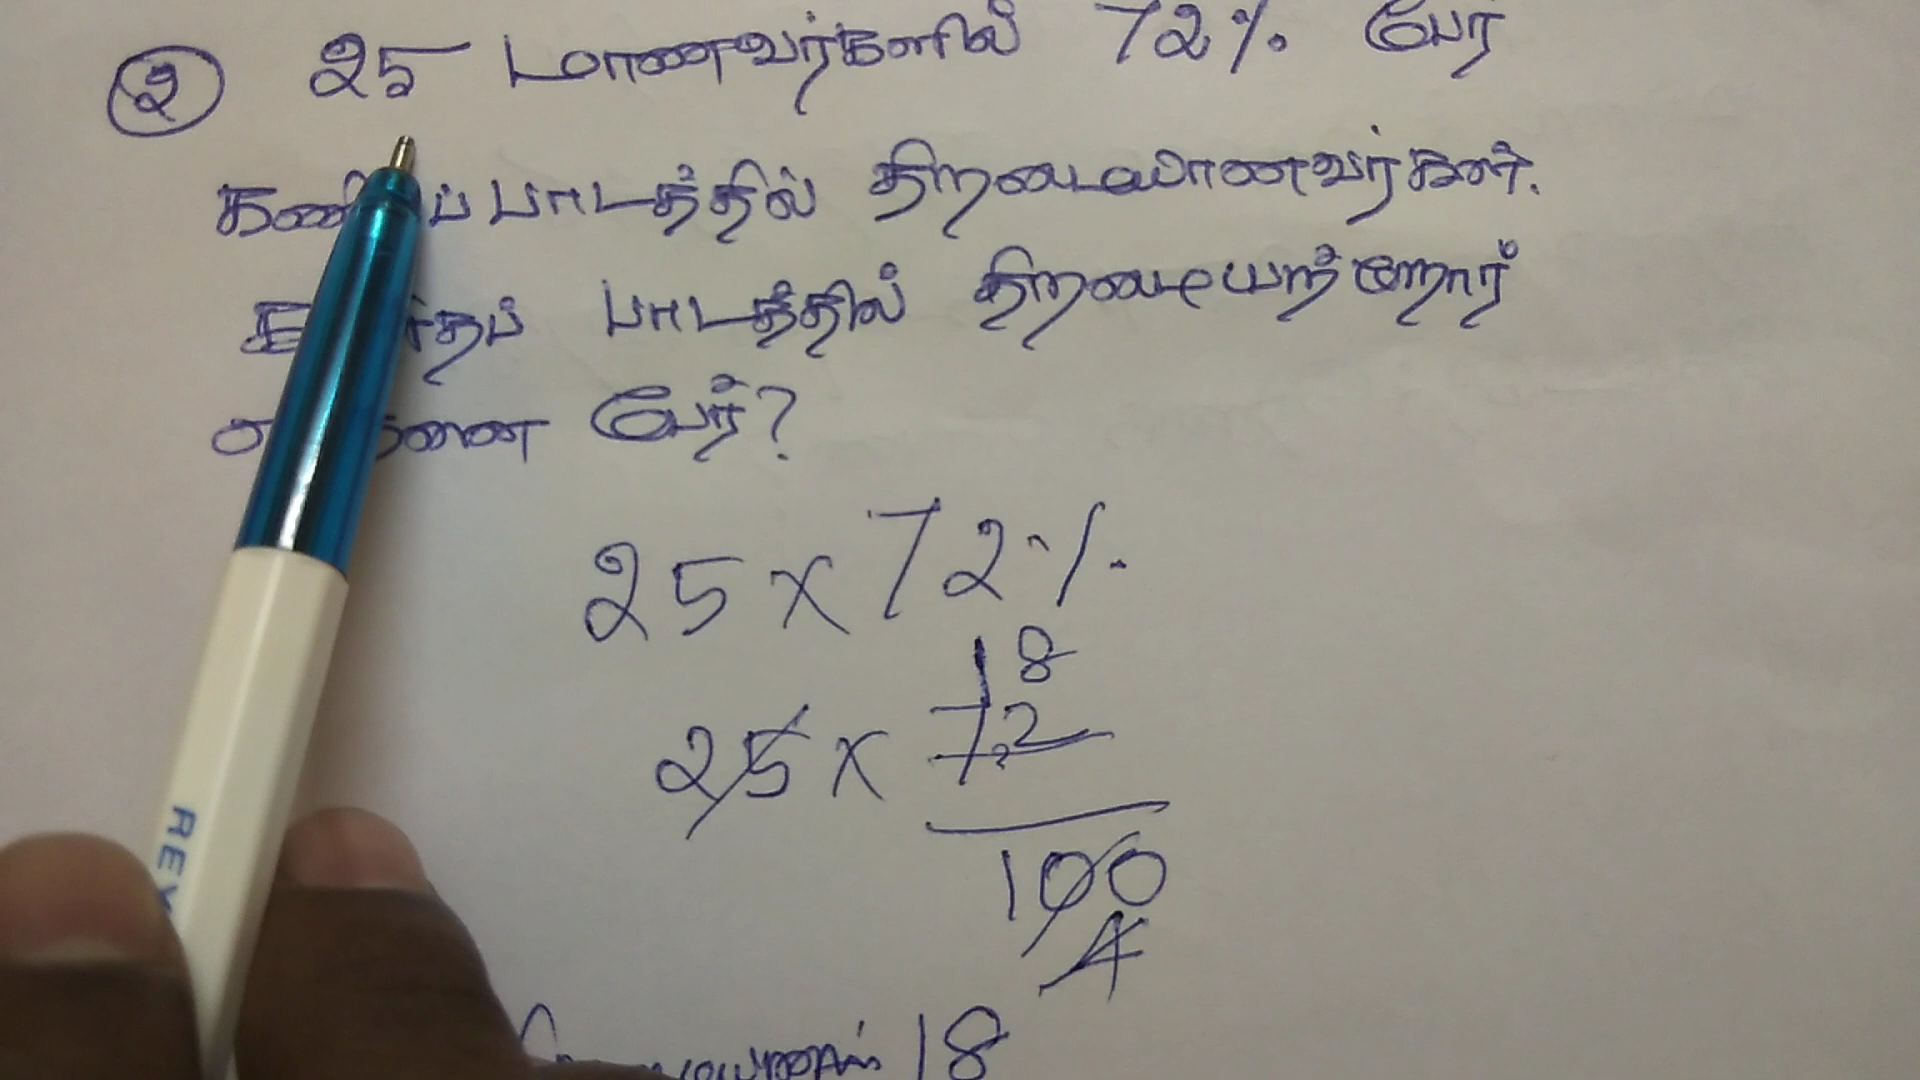 ② 25 மாணவர்களில் 72% பேர்
பாடத்தில் திறமையானவர்கள்.
பாடத்தில் திறமையற்றோர்
பேர்?
25 x 72%
18
25 x 72
100
4
18
REY